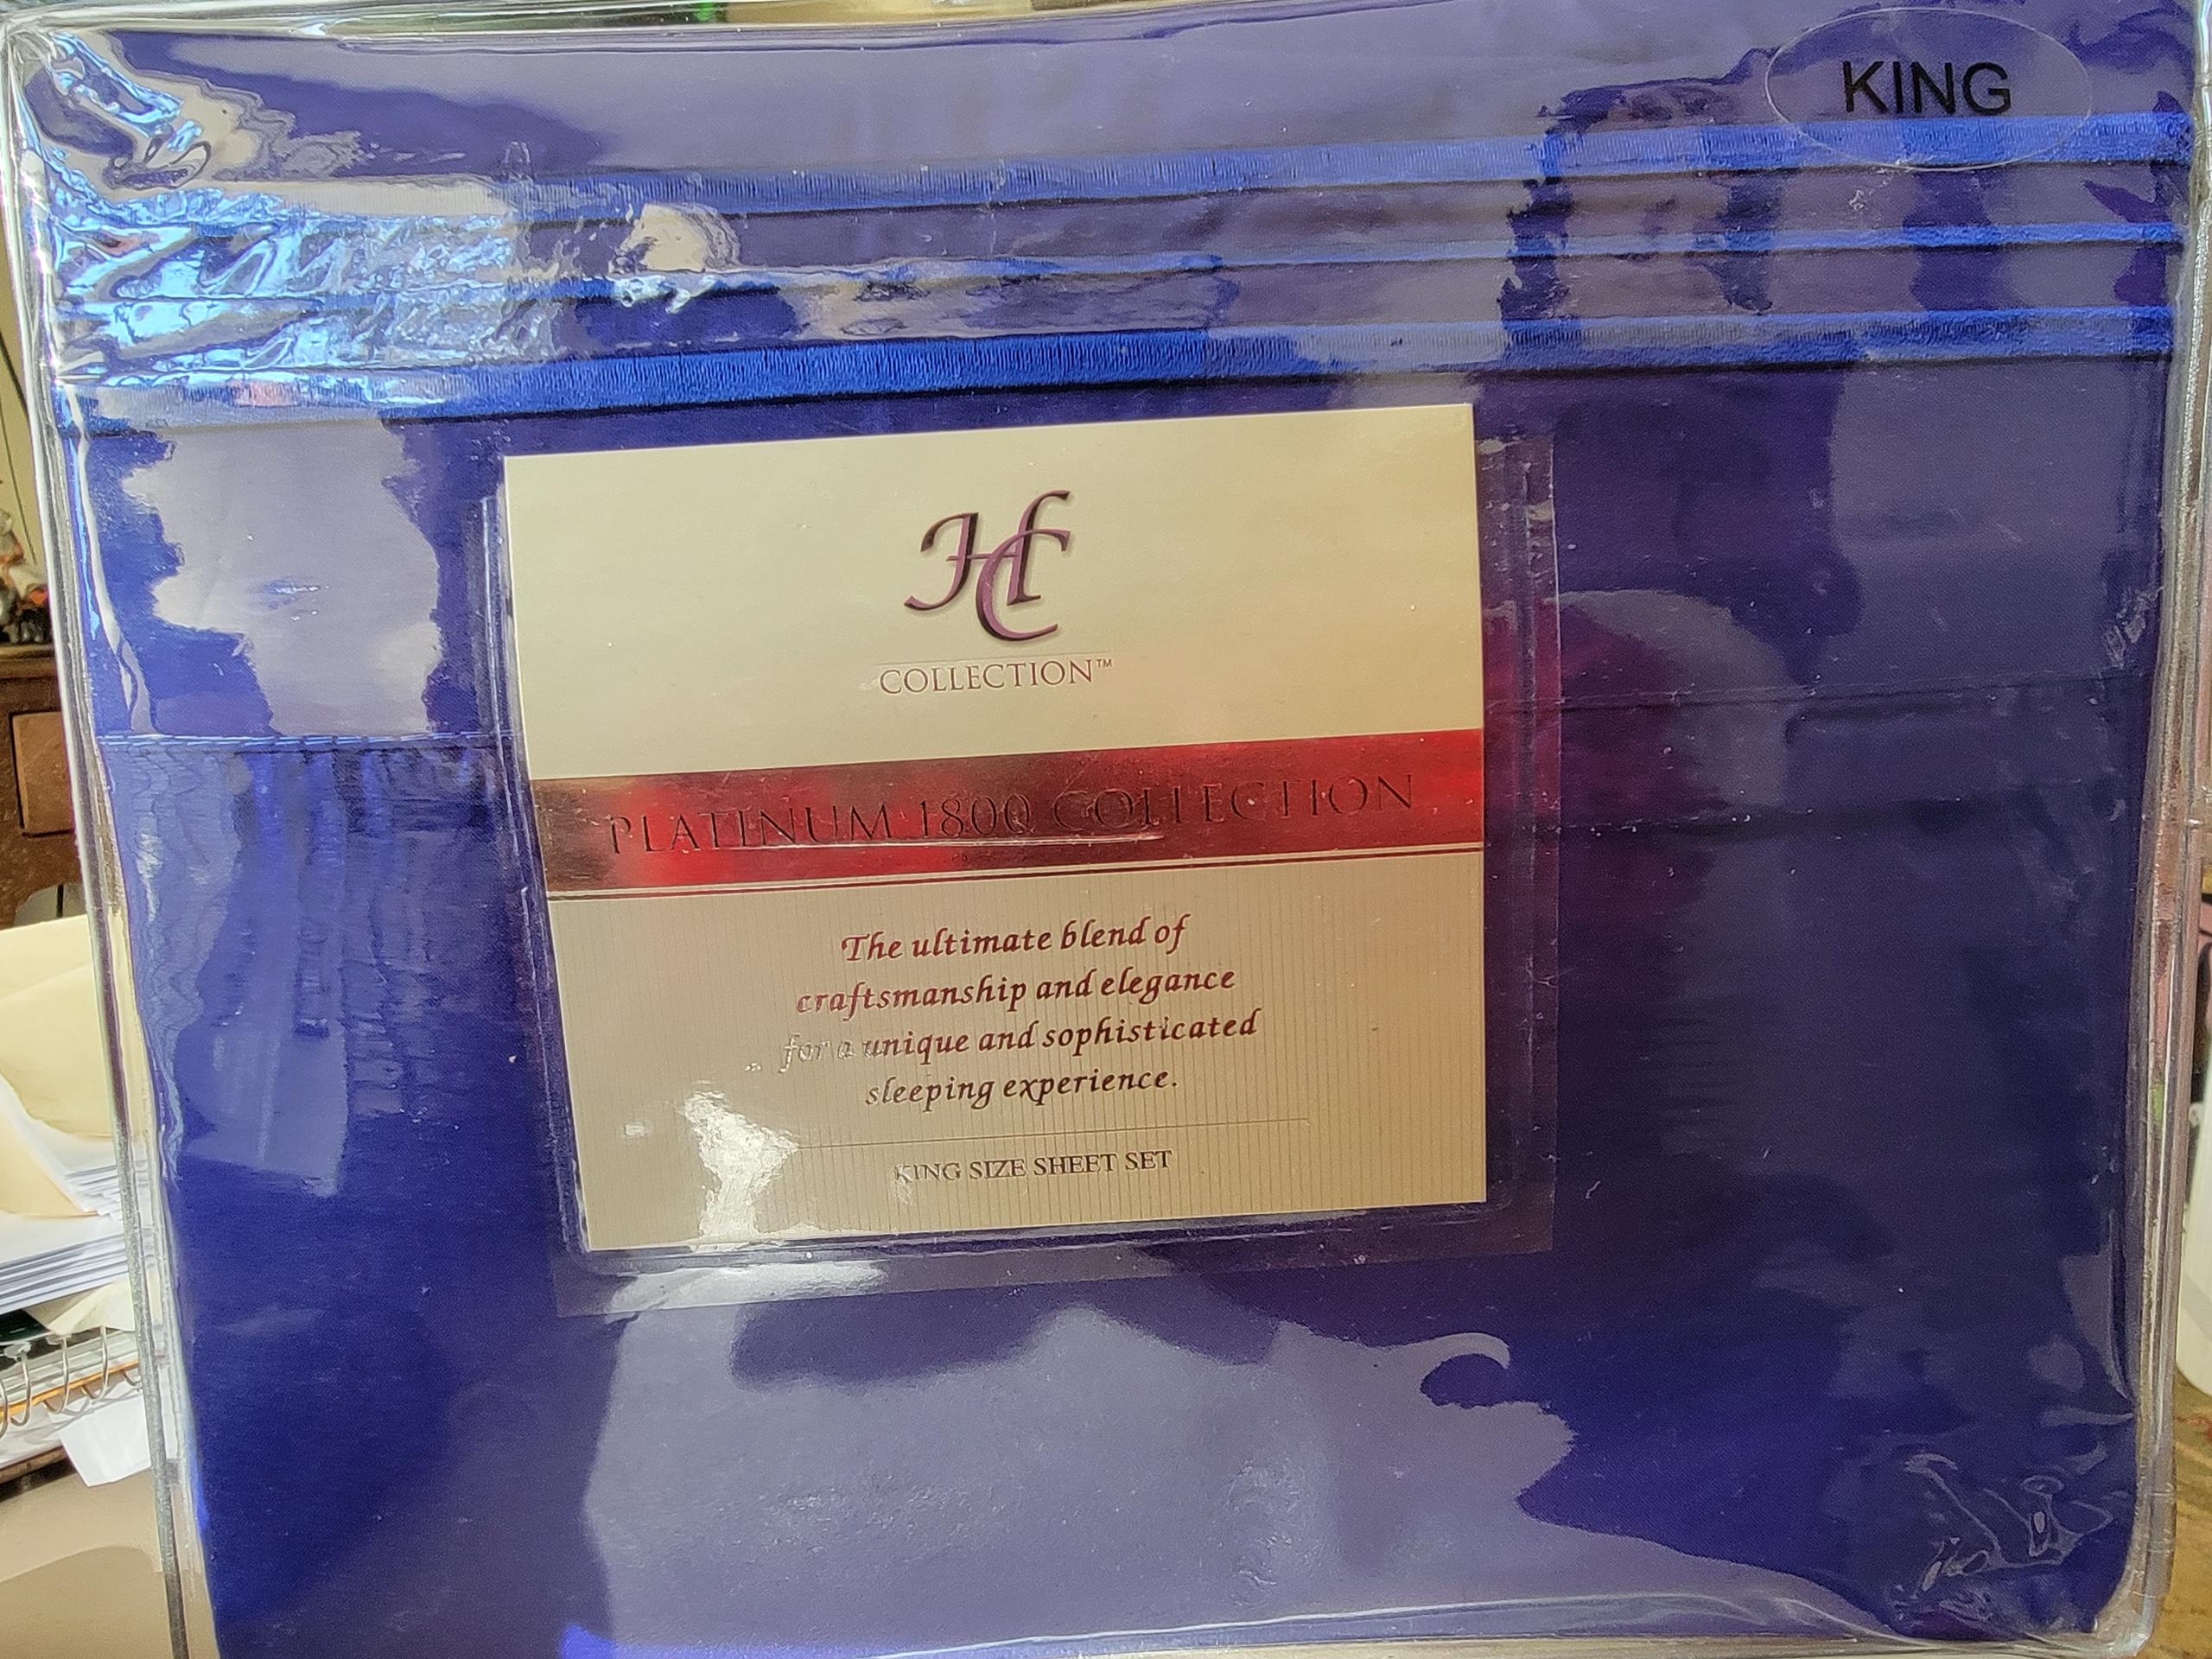 KING
HC
COLLECTION™
PLATINUM 1800 COLLECTION
The ultimate blend of
craftsmanship and elegance
for a unique and sophisticated
sleeping experience.
KING SIZE SHEET SET